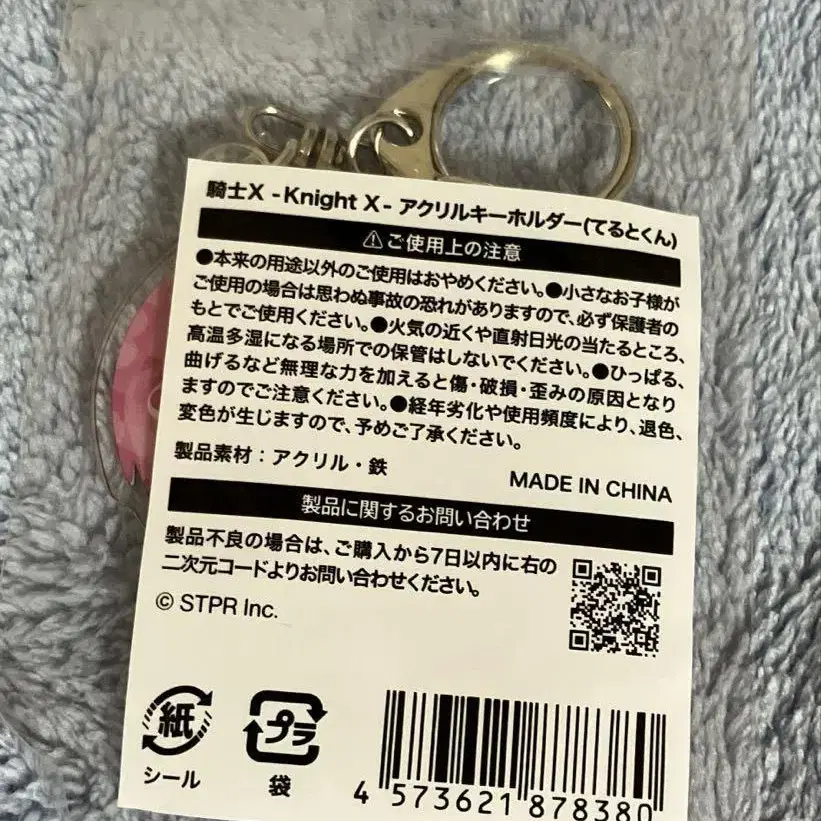 騎士X -Knight X- アクリルキーホルダー(てるとくん)
⚠ご使用上の注意
●本来の用途以外のご使用はおやめください。●小さなお子様が
ご使用の場合は思わぬ事故の恐れがありますので、必ず保護者の
もとでご使用ください。●火気の近くや直射日光の当たるところ、
高温多湿になる場所での保管はしないでください。●ひっぱる、
曲げるなど無理な力を加えると傷・破損・歪みの原因となり
ますのでご注意ください。●経年劣化や使用頻度により、退色、
変色が生じますので、予めご了承ください。
製品素材：アクリル・鉄
MADE IN CHINA
製品に関するお問い合わせ
製品不良の場合は、ご購入から7日以内に右の
二次元コードよりお問い合わせください。
© STPR Inc.
紙
シール
プラ
袋
4 573621 878380